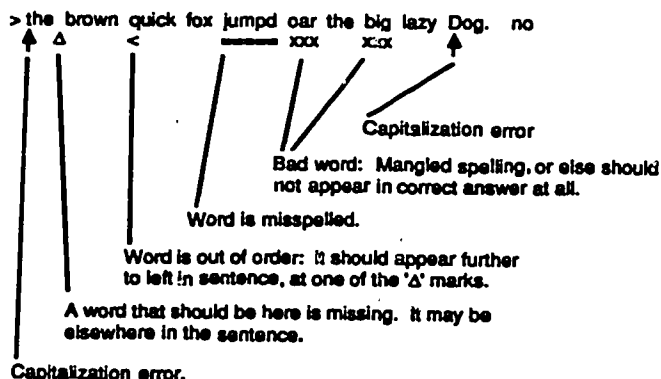 >the brown quick fox jumpd oar the big lazy Dog. no
Δ < ====== xxx xxx
Capitalization error
Bad word: Mangled spelling, or else should
not appear in correct answer at all.
Word is misspelled.
Word is out of order: It should appear further
to left in sentence, at one of the 'Δ' marks.
A word that should be here is missing. It may be
elsewhere in the sentence.
Capitalization error.